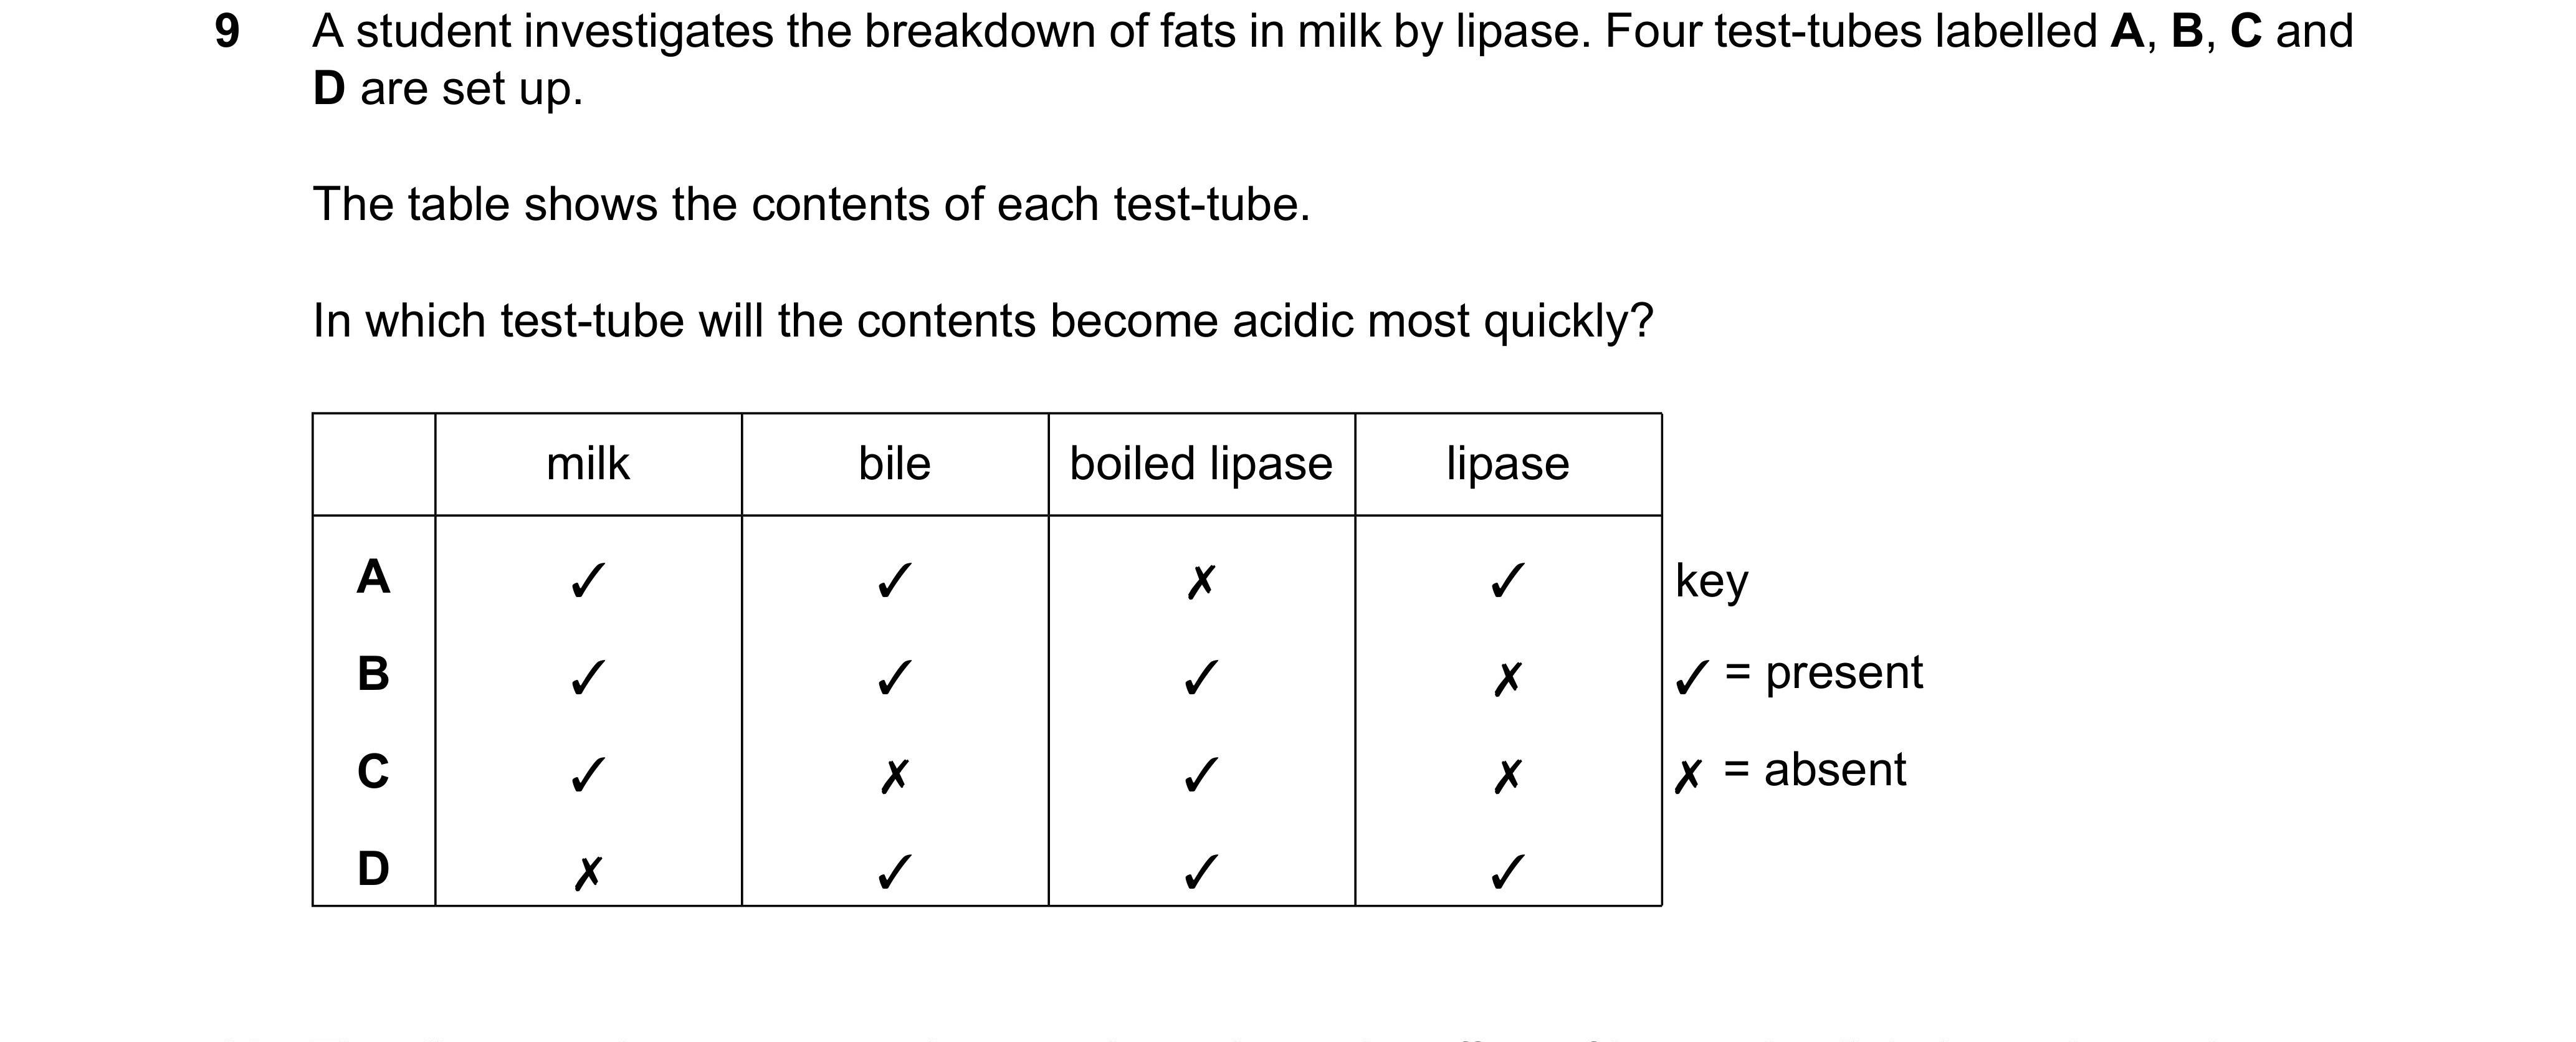 9 A student investigates the breakdown of fats in milk by lipase. Four test-tubes labelled A, B, C and
D are set up.
The table shows the contents of each test-tube.
In which test-tube will the contents become acidic most quickly?
milk bile boiled lipase lipase
A ✓ ✓ ✗ ✓ key
B ✓ ✓ ✓ ✗ ✓ = present
C ✓ ✗ ✓ ✗ ✗ = absent
D ✗ ✓ ✓ ✓